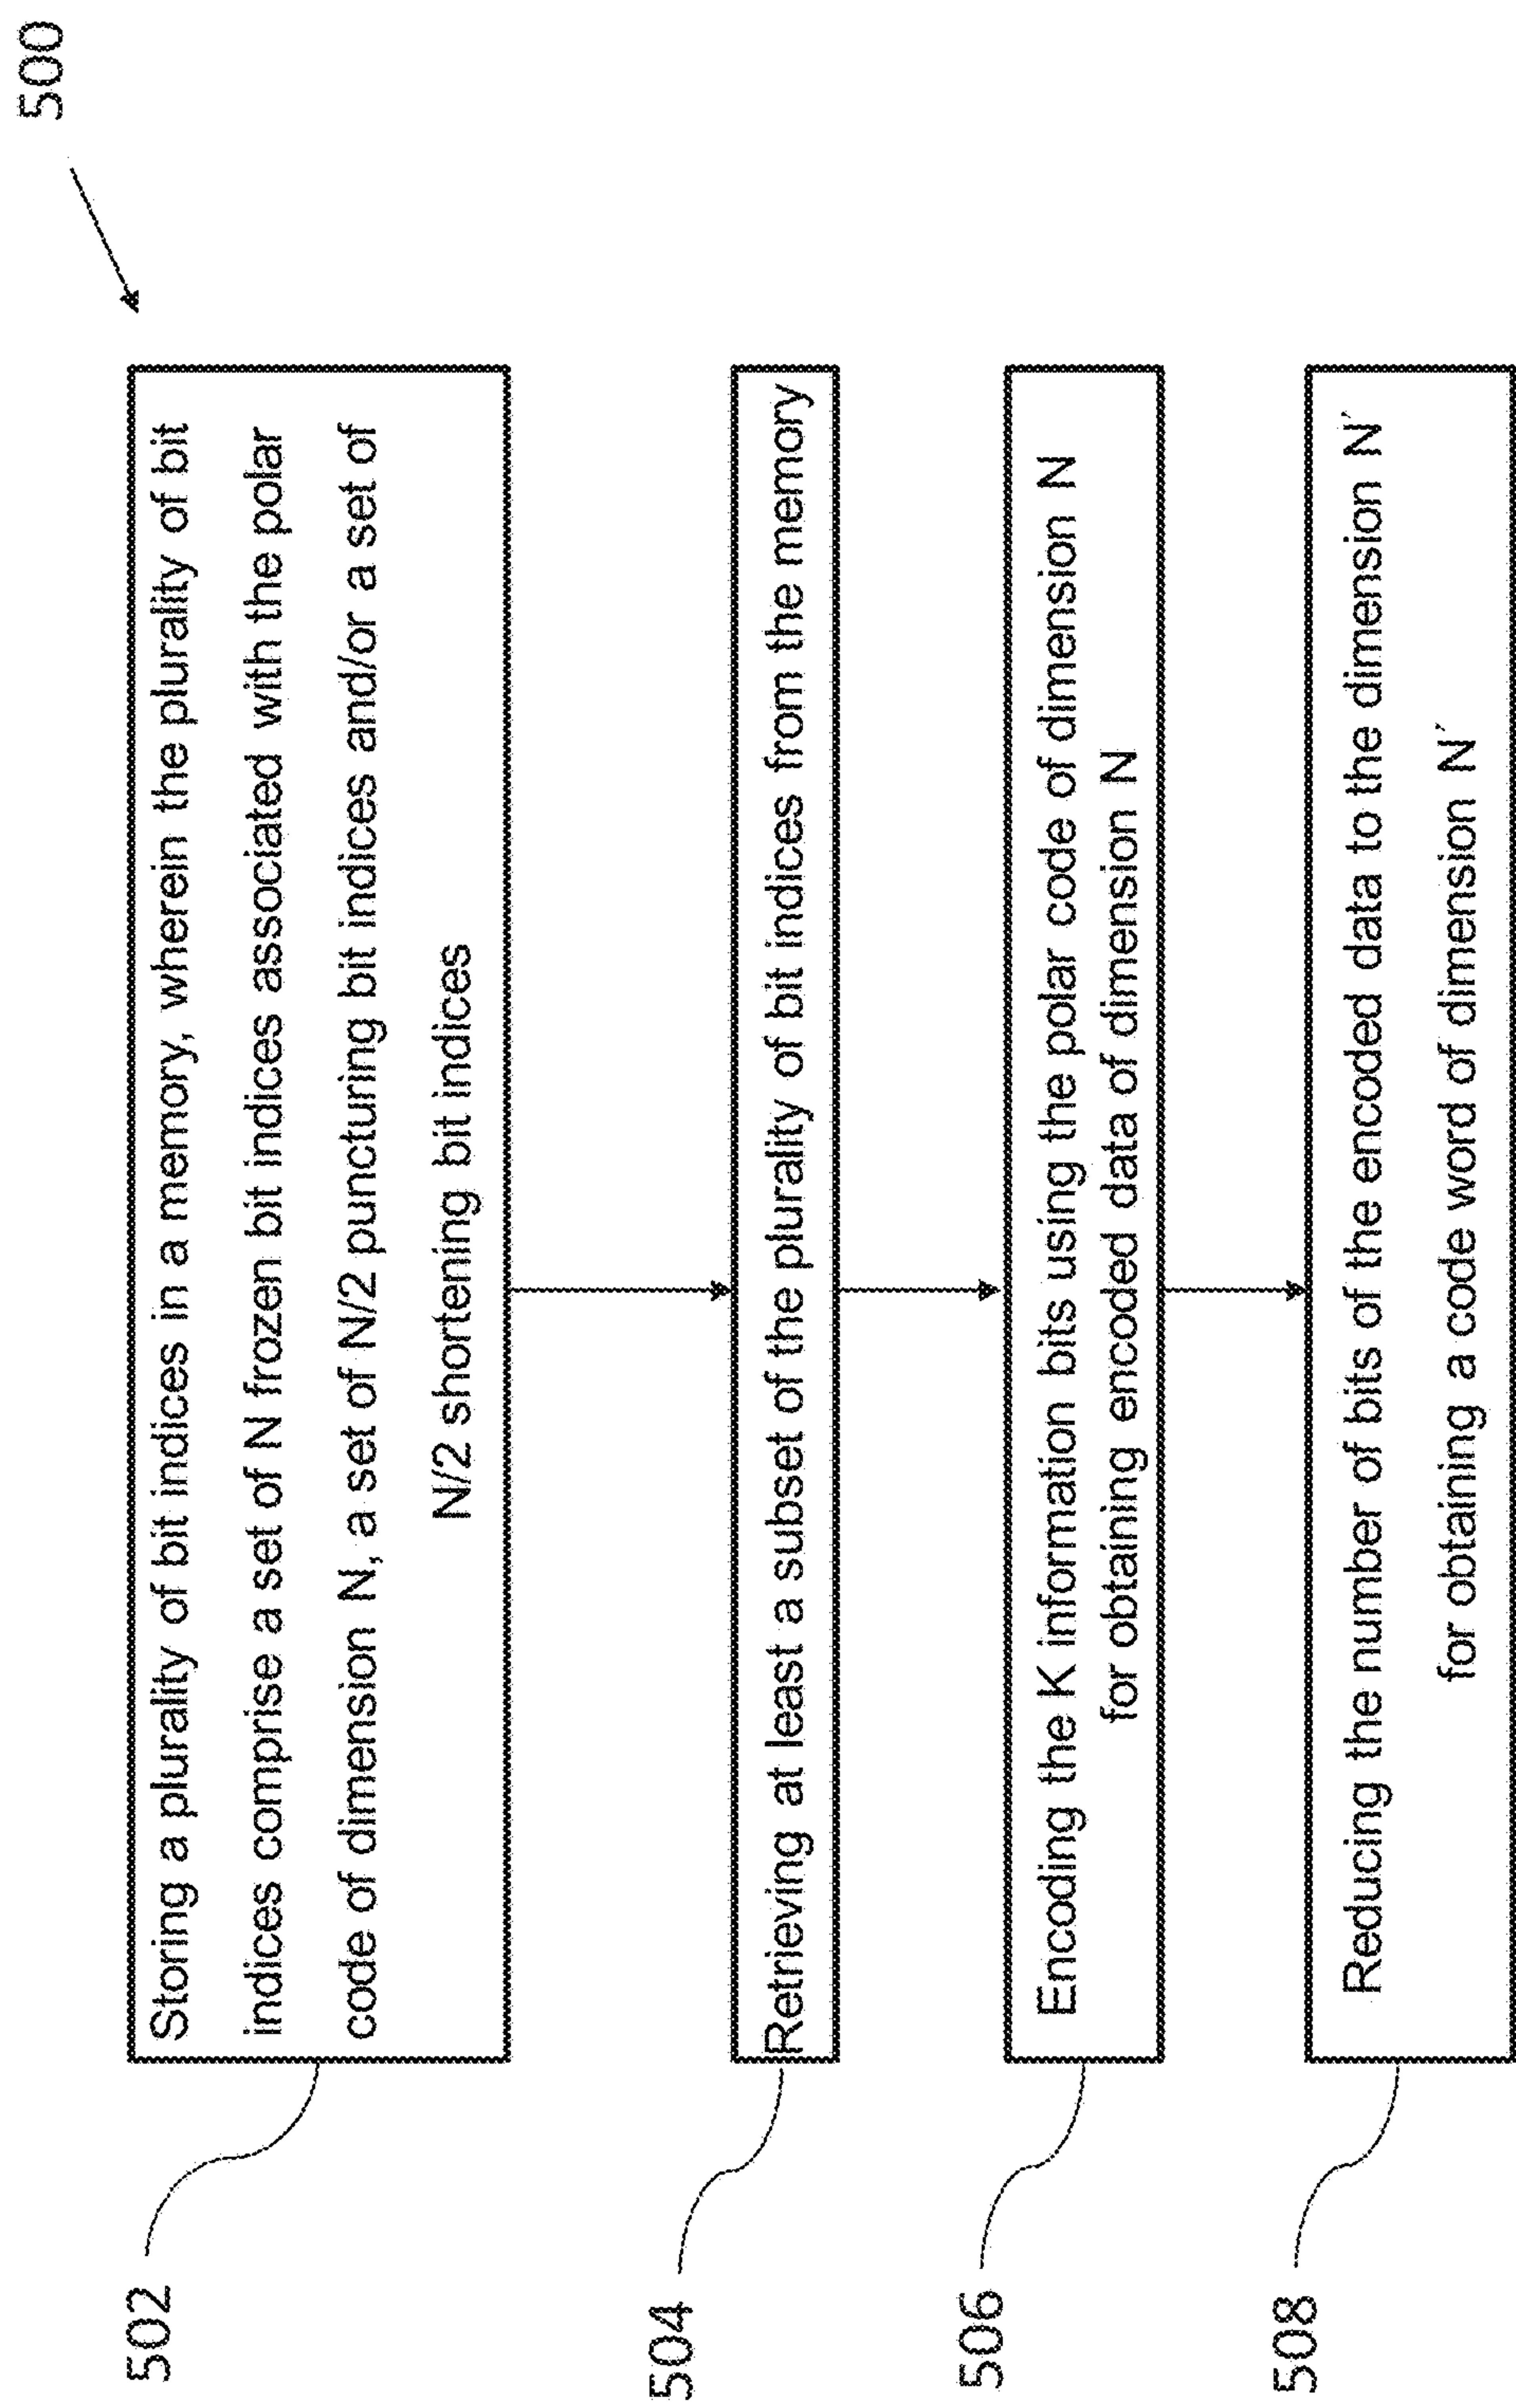 500
502
Storing a plurality of bit indices in a memory, wherein the plurality of bit
indices comprise a set of N frozen bit indices associated with the polar
code of dimension N, a set of N/2 puncturing bit indices and/or a set of
N/2 shortening bit indices
504
Retrieving at least a subset of the plurality of bit indices from the memory
506
Encoding the K information bits using the polar code of dimension N
for obtaining encoded data of dimension N
508
Reducing the number of bits of the encoded data to the dimension N´
for obtaining a code word of dimension N´